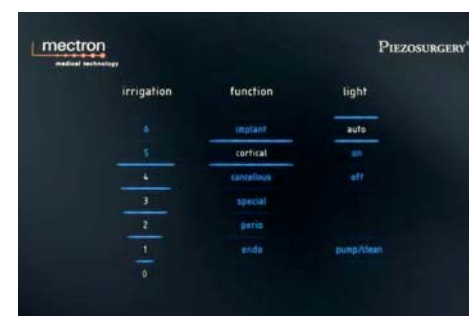 mectron
medical technology
PIEZOSURGERY®
irrigation function light
6 implant auto
5 cortical on
4 cancellous off
3 special
2 perio
1 endo pump/clean
0